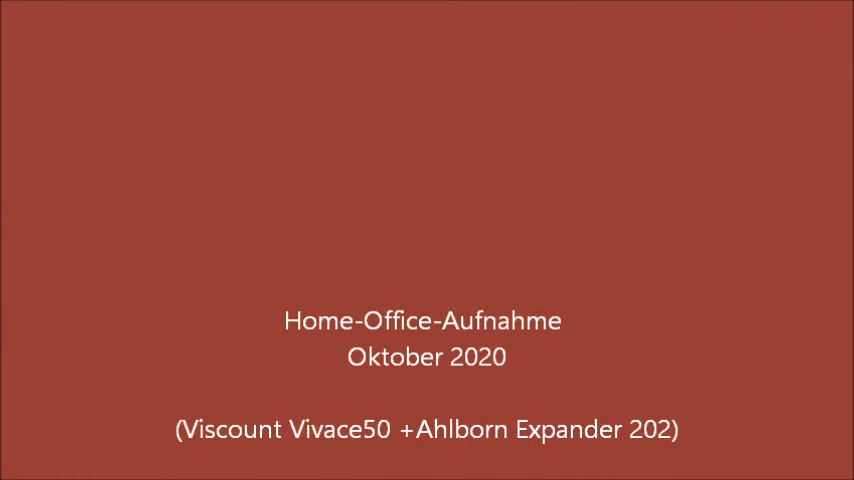 Home-Office-Aufnahme
Oktober 2020
(Viscount Vivace50 +Ahlborn Expander 202)